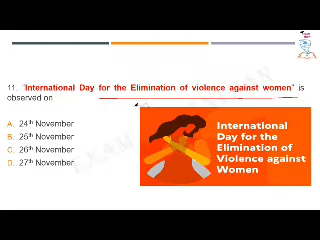 11. "International Day for the Elimination of violence against women" is
observed on
A. 24th November
B. 25th November
C. 26th November
D. 27th November
International
Day for the
Elimination of
Violence against
Women